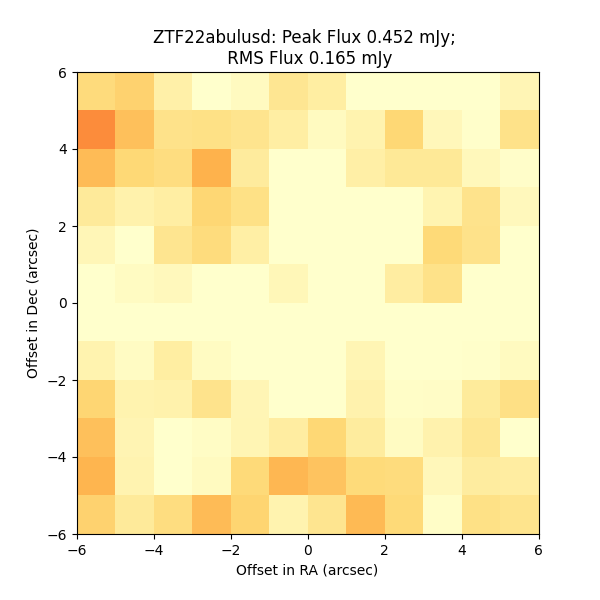 ZTF22abulusd: Peak Flux 0.452 mJy;
RMS Flux 0.165 mJy
6
4
2
0
−2
−4
−6
Offset in Dec (arcsec)
−6 −4 −2 0 2 4 6
Offset in RA (arcsec)